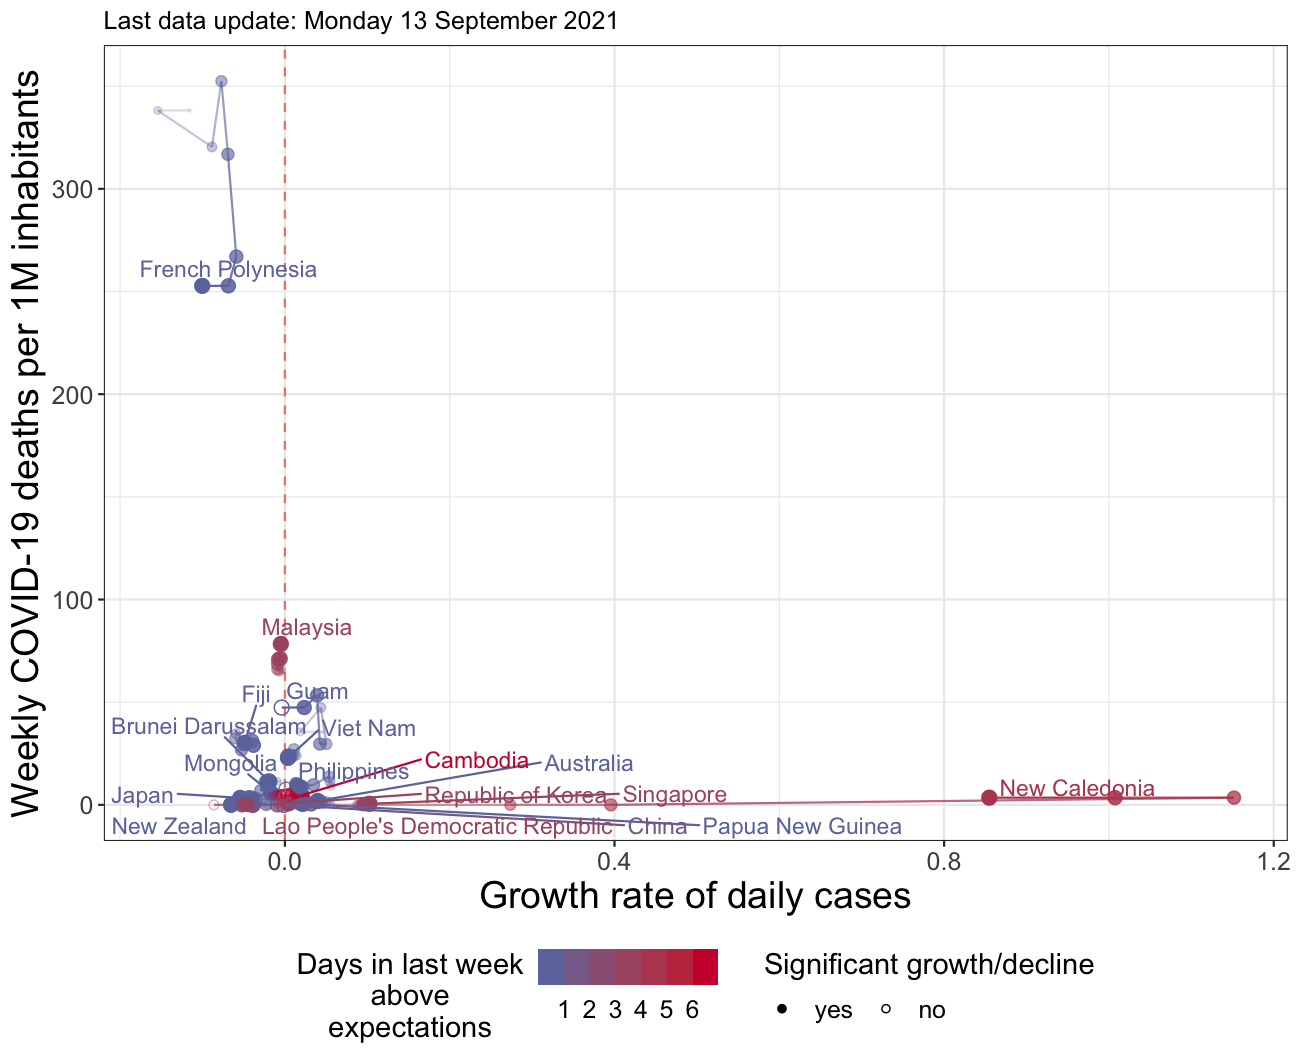 Last data update: Monday 13 September 2021
Weekly COVID-19 deaths per 1M inhabitants
300
200
100
0
French Polynesia
Malaysia
Fiji
Guam
Brunei Darussalam
Viet Nam
Mongolia
Philippines
Cambodia
Australia
Japan
Republic of Korea
Singapore
New Caledonia
New Zealand
Lao People's Democratic Republic
China
Papua New Guinea
0.0
0.4
0.8
1.2
Growth rate of daily cases
Days in last week
above
expectations
1 2 3 4 5 6
Significant growth/decline
yes
no